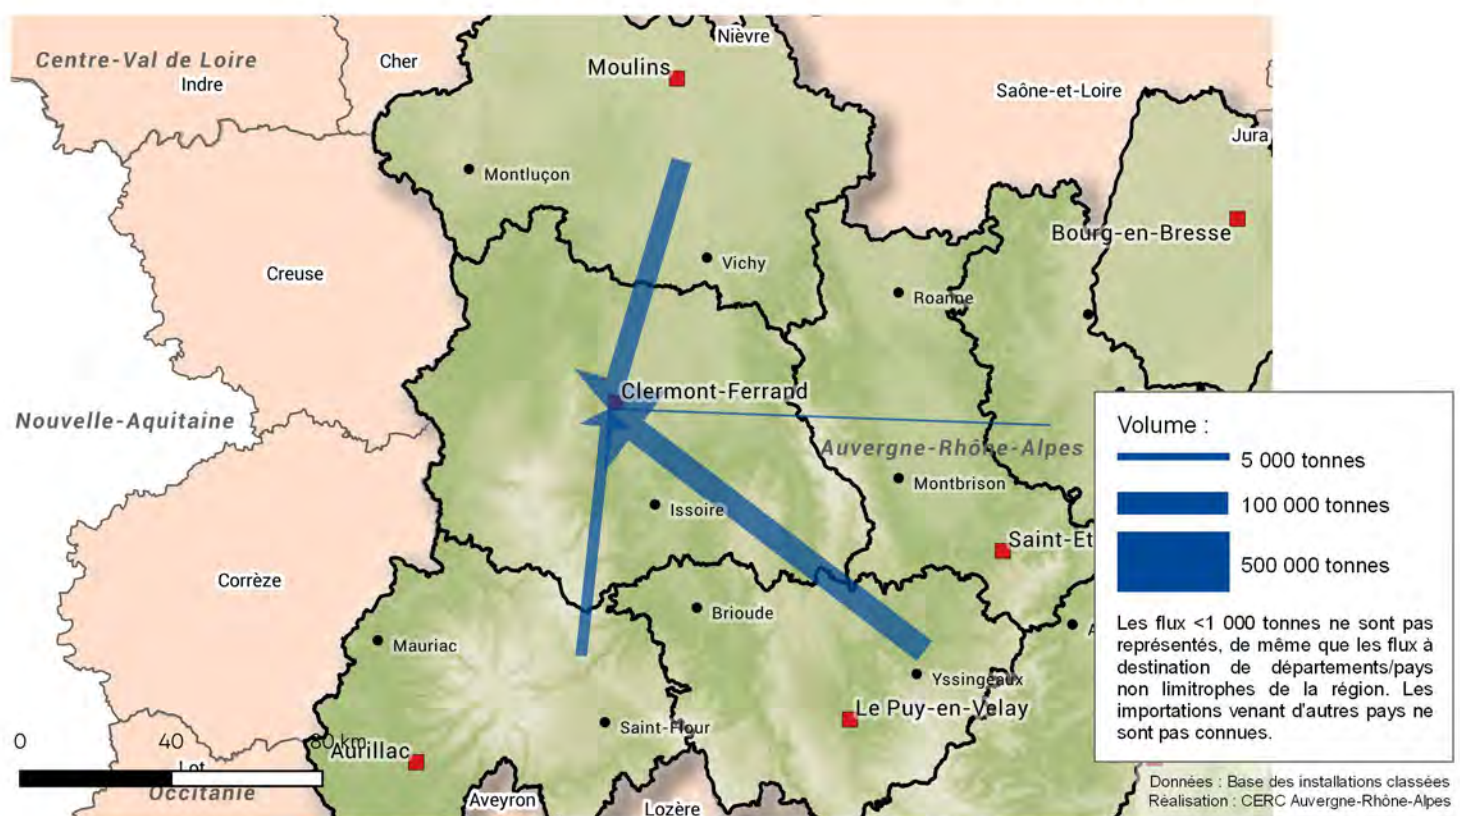 Nièvre
Centre-Val de Loire
Cher
Moulins
Indre
Saône-et-Loire
Jura
Montluçon
Bourg-en-Bresse
Vichy
Creuse
Roanne
Clermont-Ferrand
Nouvelle-Aquitaine
Auvergne-Rhône-Alpes
Montbrison
Issoire
Saint-Et
Corrèze
Brioude
Mauriac
Yssingeaux
Le Puy-en-Velay
Saint-Flour
0 40 80 km
Aurillac
Lot
Occitanie
Aveyron
Lozère
A
Volume :
5 000 tonnes
100 000 tonnes
500 000 tonnes
Les flux <1 000 tonnes ne sont pas
représentés, de même que les flux à
destination de départements/pays
non limitrophes de la région. Les
importations venant d'autres pays ne
sont pas connues.
Données : Base des installations classées
Réalisation : CERC Auvergne-Rhône-Alpes